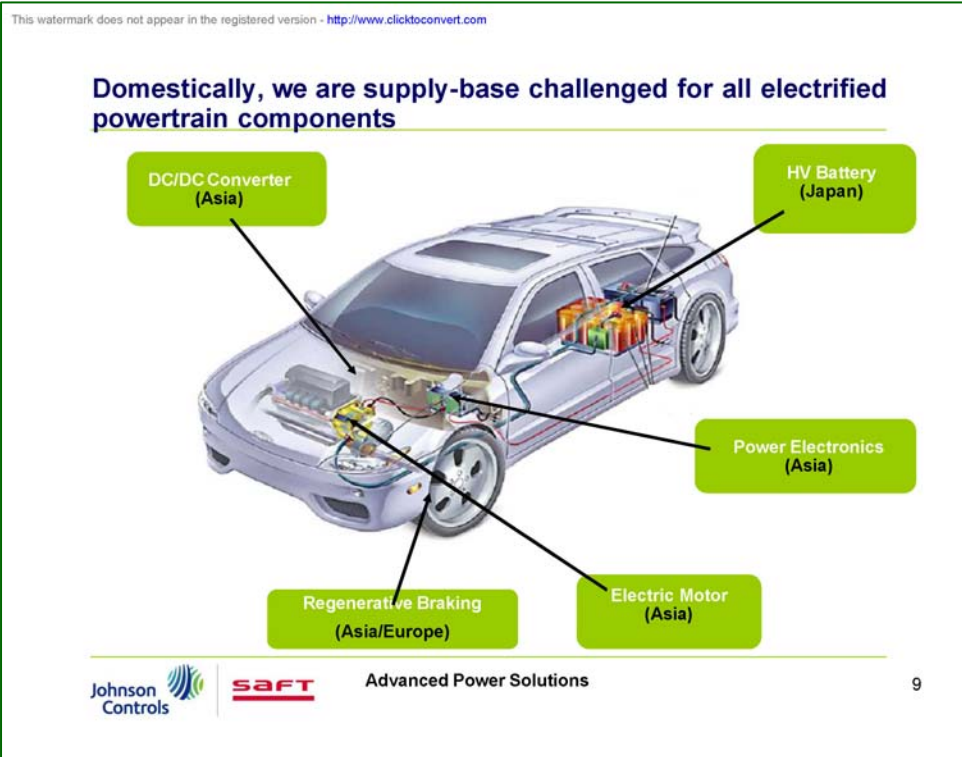 This watermark does not appear in the registered version - http://www.clicktoconvert.com
Domestically, we are supply-base challenged for all electrified
powertrain components
DC/DC Converter
(Asia)
HV Battery
(Japan)
Power Electronics
(Asia)
Electric Motor
(Asia)
Regenerative Braking
(Asia/Europe)
Johnson
Controls
SAFT
Advanced Power Solutions
9